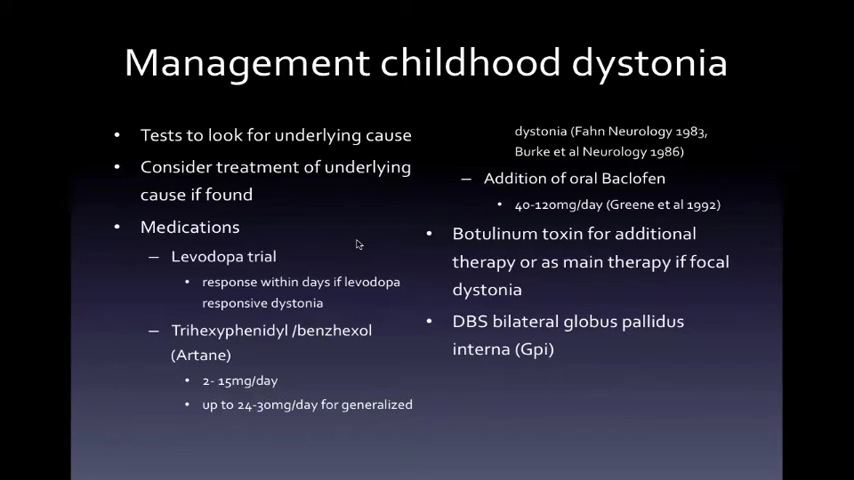 Management childhood dystonia
• Tests to look for underlying cause
• Consider treatment of underlying
cause if found
• Medications
– Levodopa trial
• response within days if levodopa
responsive dystonia
– Trihexyphenidyl /benzhexol
(Artane)
• 2- 15mg/day
• up to 24-30mg/day for generalized
dystonia (Fahn Neurology 1983,
Burke et al Neurology 1986)
– Addition of oral Baclofen
• 40-120mg/day (Greene et al 1992)
• Botulinum toxin for additional
therapy or as main therapy if focal
dystonia
• DBS bilateral globus pallidus
interna (Gpi)